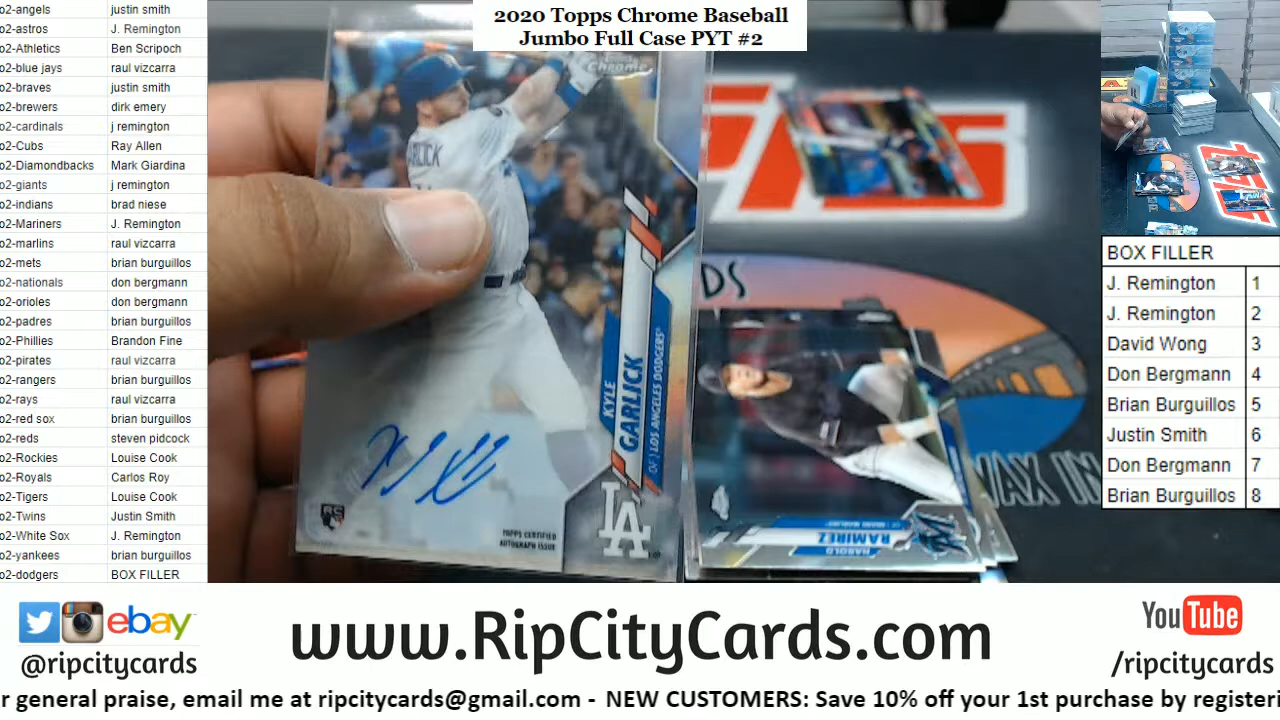 2020 Topps Chrome Baseball
Jumbo Full Case PYT #2
o2-angels justin smith
o2-astros J. Remington
o2-Athletics Ben Scripoch
o2-blue jays raul vizcarra
o2-braves justin smith
o2-brewers dirk emery
o2-cardinals j remington
o2-Cubs Ray Allen
o2-Diamondbacks Mark Giardina
o2-giants j remington
o2-indians brad niese
o2-Mariners J. Remington
o2-marlins raul vizcarra
o2-mets brian burguillos
o2-nationals don bergmann
o2-orioles don bergmann
o2-padres brian burguillos
o2-Phillies Brandon Fine
o2-pirates raul vizcarra
o2-rangers brian burguillos
o2-rays raul vizcarra
o2-red sox brian burguillos
o2-reds steven pidcock
o2-Rockies Louise Cook
o2-Royals Carlos Roy
o2-Tigers Louise Cook
o2-Twins Justin Smith
o2-White Sox J. Remington
o2-yankees brian burguillos
o2-dodgers BOX FILLER
Chrome
ARLICK
KYLE
GARLICK
OF | LOS ANGELES DODGERS
LA
RC
TOPPS CERTIFIED
AUTOGRAPH ISSUE
DS
HAROLD
RAMIREZ
BOX FILLER
J. Remington 1
J. Remington 2
David Wong 3
Don Bergmann 4
Brian Burguillos 5
Justin Smith 6
Don Bergmann 7
Brian Burguillos 8
ebay
@ripcitycards
www.RipCityCards.com
YouTube
/ripcitycards
r general praise, email me at ripcitycards@gmail.com - NEW CUSTOMERS: Save 10% off your 1st purchase by registeri